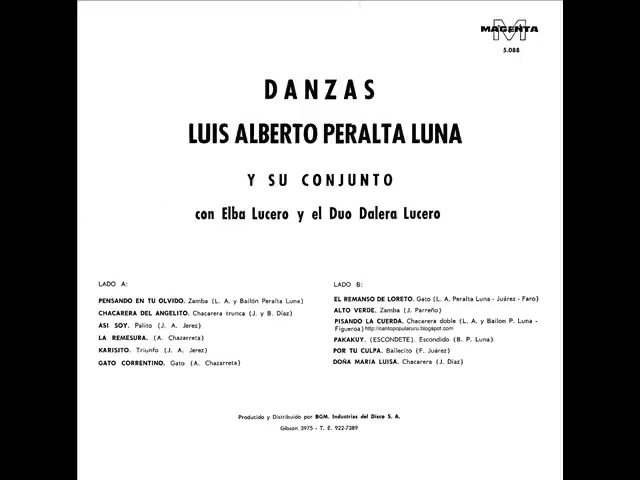 MAGENTA
5.088
DANZAS
LUIS ALBERTO PERALTA LUNA
Y SU CONJUNTO
con Elba Lucero y el Duo Dalera Lucero
LADO A:
PENSANDO EN TU OLVIDO. Zamba (L. A. y Bailón Peralta Luna)
CHACARERA DEL ANGELITO. Chacarera trunca (J. y B. Díaz)
ASI SOY. Palito (J. A. Jerez)
LA REMESURA. (A. Chazarreta)
KARISITO. Triunfo (J. A. Jerez)
GATO CORRENTINO. Gato (A. Chazarreta)
LADO B:
EL REMANSO DE LORETO. Gato (L. A. Peralta Luna - Juárez - Faro)
ALTO VERDE. Zamba (J. Parreño)
PISANDO LA CUERDA. Chacarera doble (L. A. y Bailon P. Luna -
Figueroa) http://cantopopularuru.blogspot.com
PAKAKUY. (ESCONDETE). Escondido (B. P. Luna)
POR TU CULPA. Bailecito (F. Juárez)
DOÑA MARIA LUISA. Chacarera (J. Díaz)
Producido y Distribuido por BGM. Industrias del Disco S. A.
Gibson 3975 - T. E. 922-7389